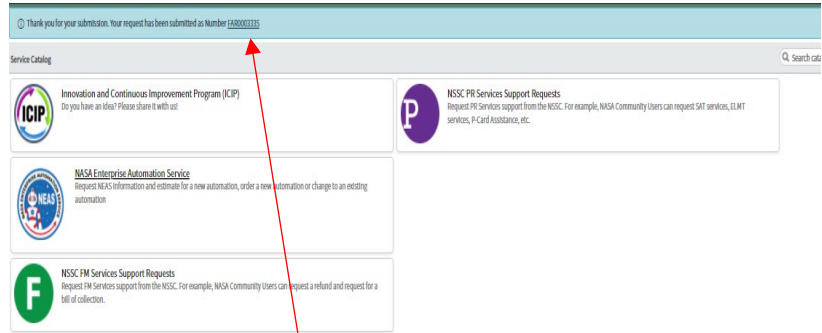 Thank you for your submission. Your request has been submitted as Number FAR0003335
Service Catalog
Search cata
ICIP
Innovation and Continuous Improvement Program (ICIP)
Do you have an idea? Please share it with us!
P
NSSC PR Services Support Requests
Request PR Services support from the NSSC. For example, NASA Community Users can request SAT services, ELMT
services, P-Card Assistance, etc.
NEAS
NASA Enterprise Automation Service
Request NEAS Information and estimate for a new automation, order a new automation or change to an existing
automation
F
NSSC FM Services Support Requests
Request FM Services support from the NSSC. For example, NASA Community Users can request a refund and request for a
bill of collection.